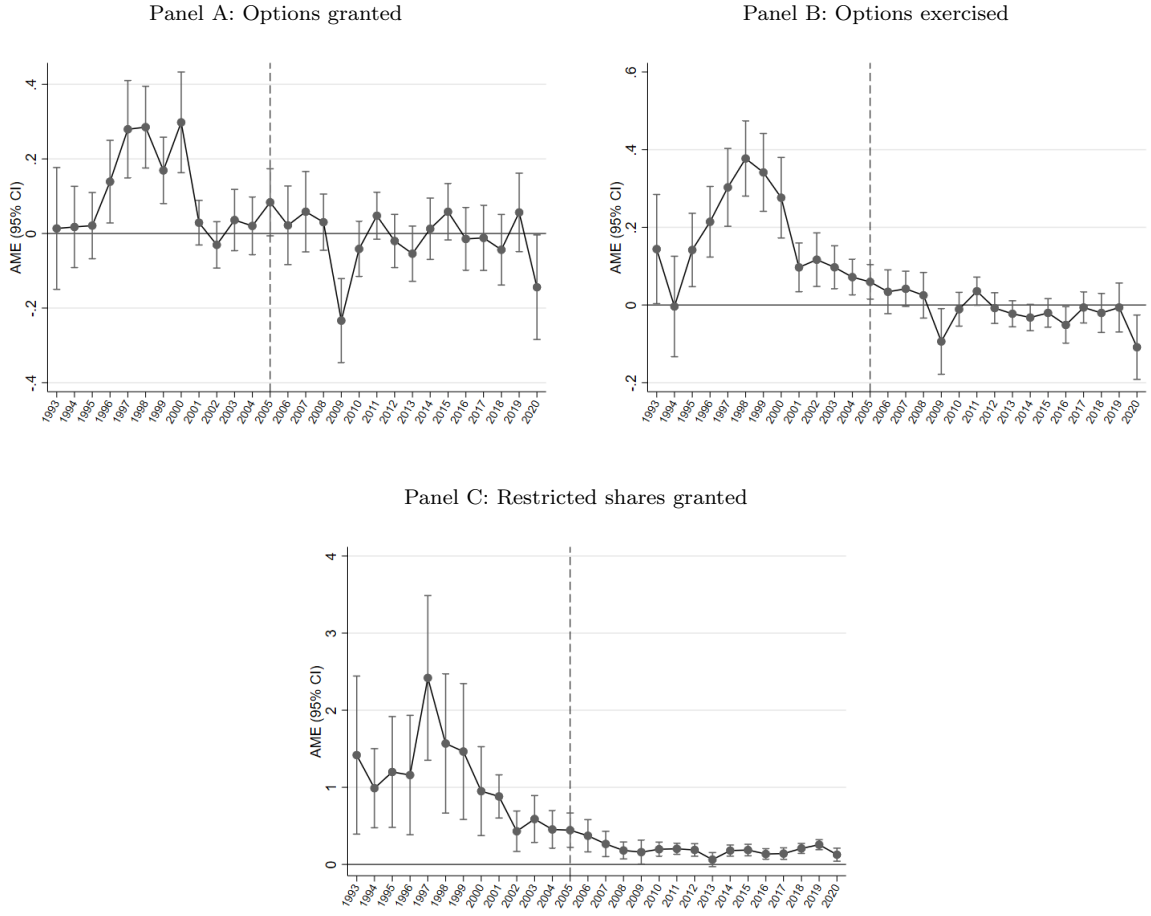 Panel A: Options granted
AME (95% CI)
.4
.2
0
-.2
-.4
1993 1994 1995 1996 1997 1998 1999 2000 2001 2002 2003 2004 2005 2006 2007 2008 2009 2010 2011 2012 2013 2014 2015 2016 2017 2018 2019 2020
Panel B: Options exercised
AME (95% CI)
.6
.4
.2
0
-.2
1993 1994 1995 1996 1997 1998 1999 2000 2001 2002 2003 2004 2005 2006 2007 2008 2009 2010 2011 2012 2013 2014 2015 2016 2017 2018 2019 2020
Panel C: Restricted shares granted
AME (95% CI)
4
3
2
1
0
1993 1994 1995 1996 1997 1998 1999 2000 2001 2002 2003 2004 2005 2006 2007 2008 2009 2010 2011 2012 2013 2014 2015 2016 2017 2018 2019 2020